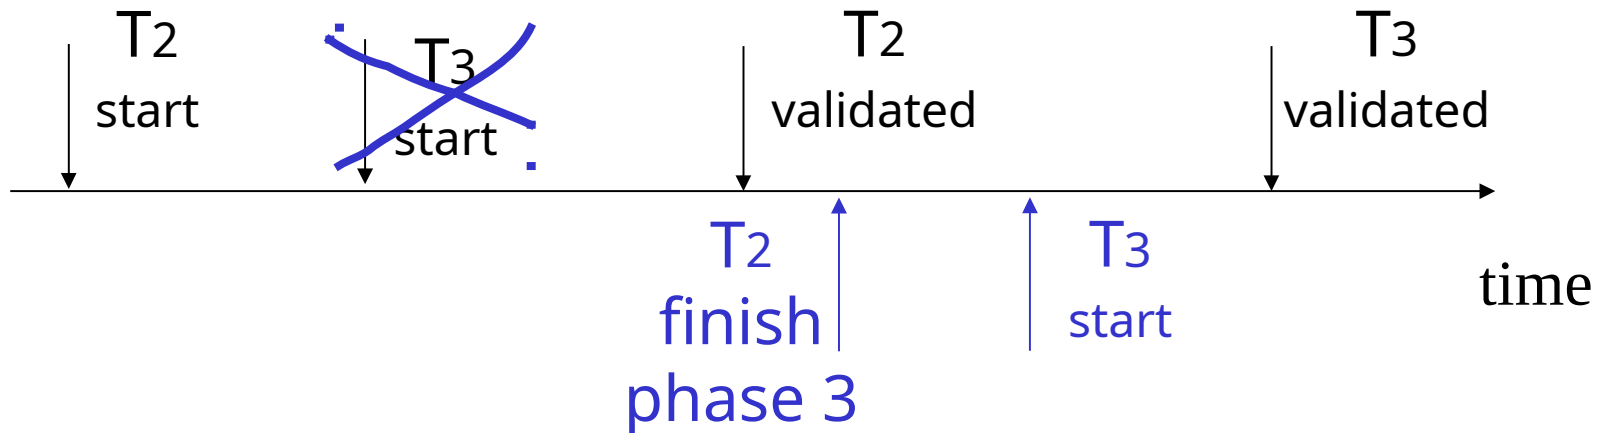 T2
start
T3
start
T2
validated
T3
validated
T2
finish
phase 3
T3
start
time